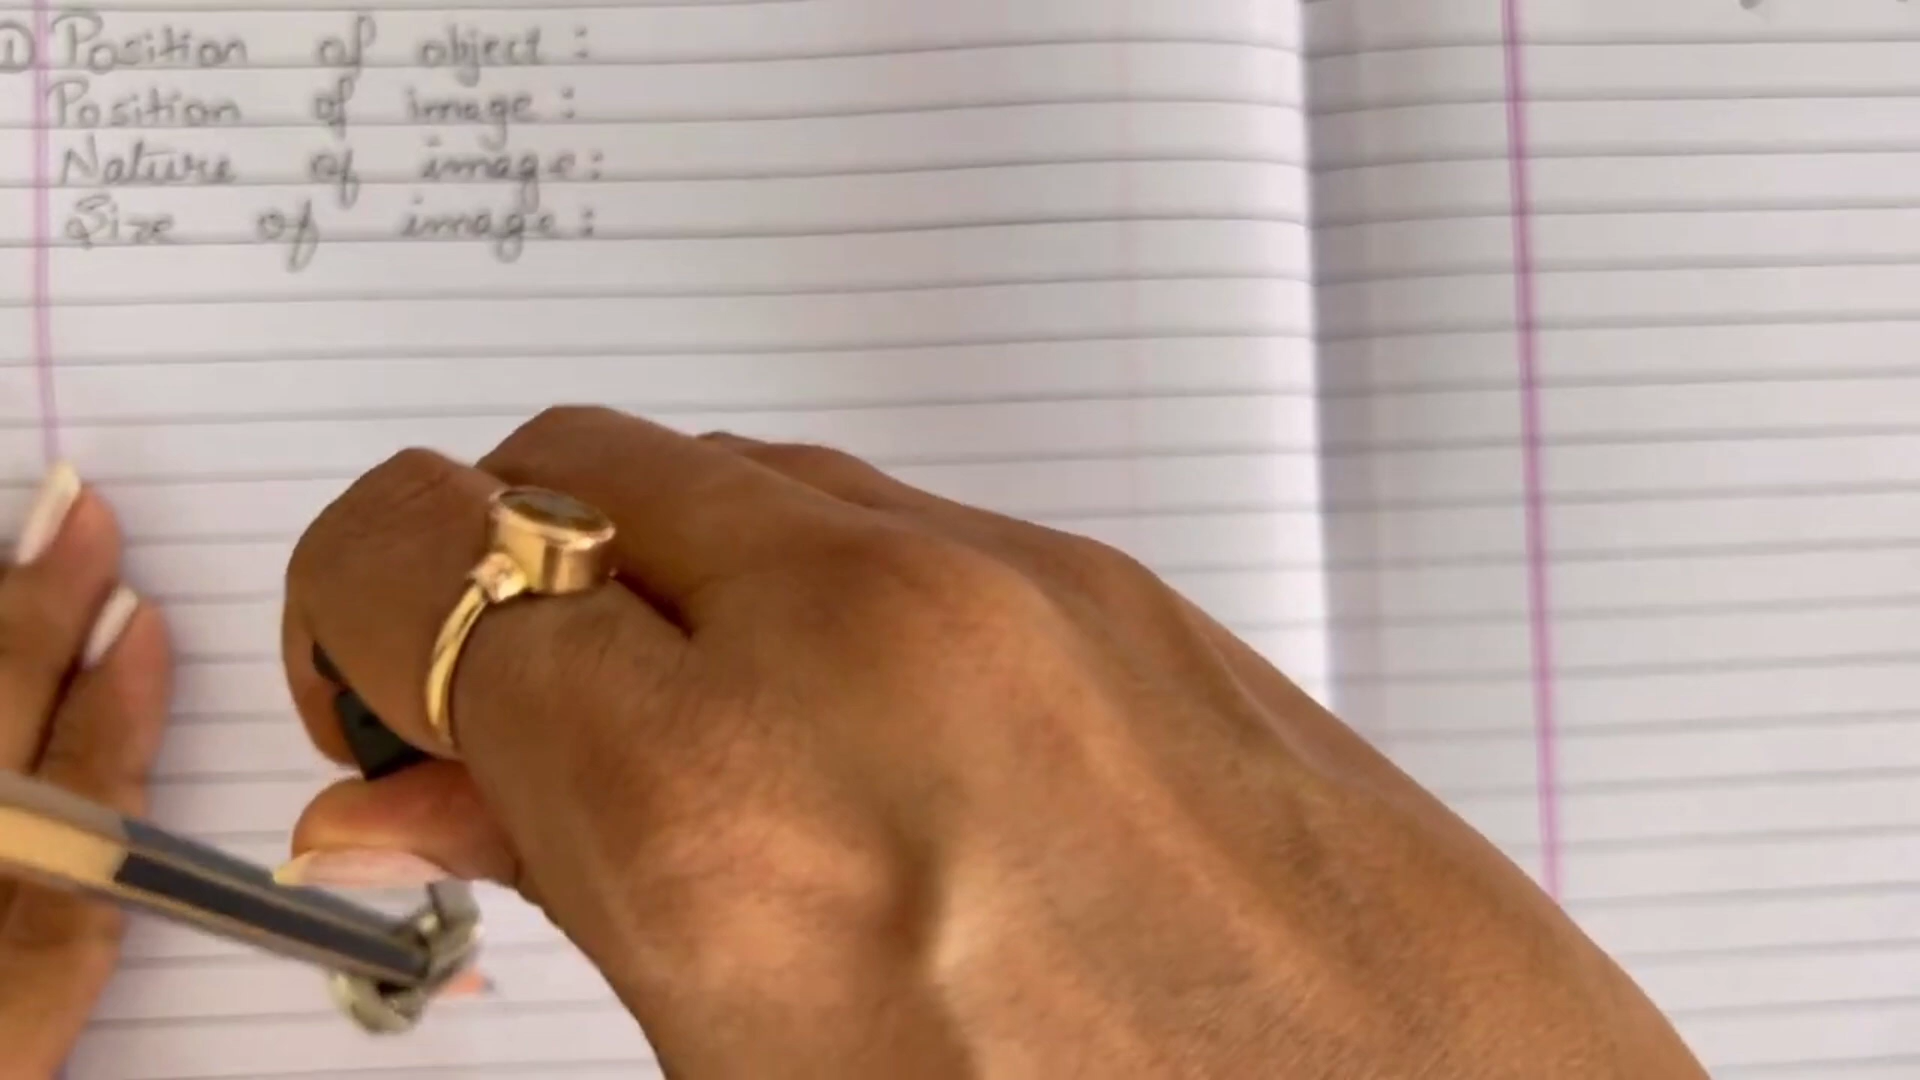 ① Position of object :
Position of image :
Nature of image :
Size of image :